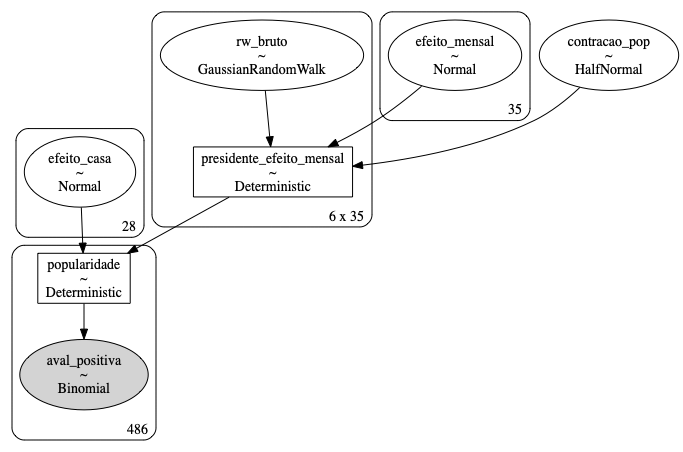 rw_bruto
~
GaussianRandomWalk
efeito_mensal
~
Normal
35
contracao_pop
~
HalfNormal
presidente_efeito_mensal
~
Deterministic
6 x 35
efeito_casa
~
Normal
28
popularidade
~
Deterministic
aval_positiva
~
Binomial
486